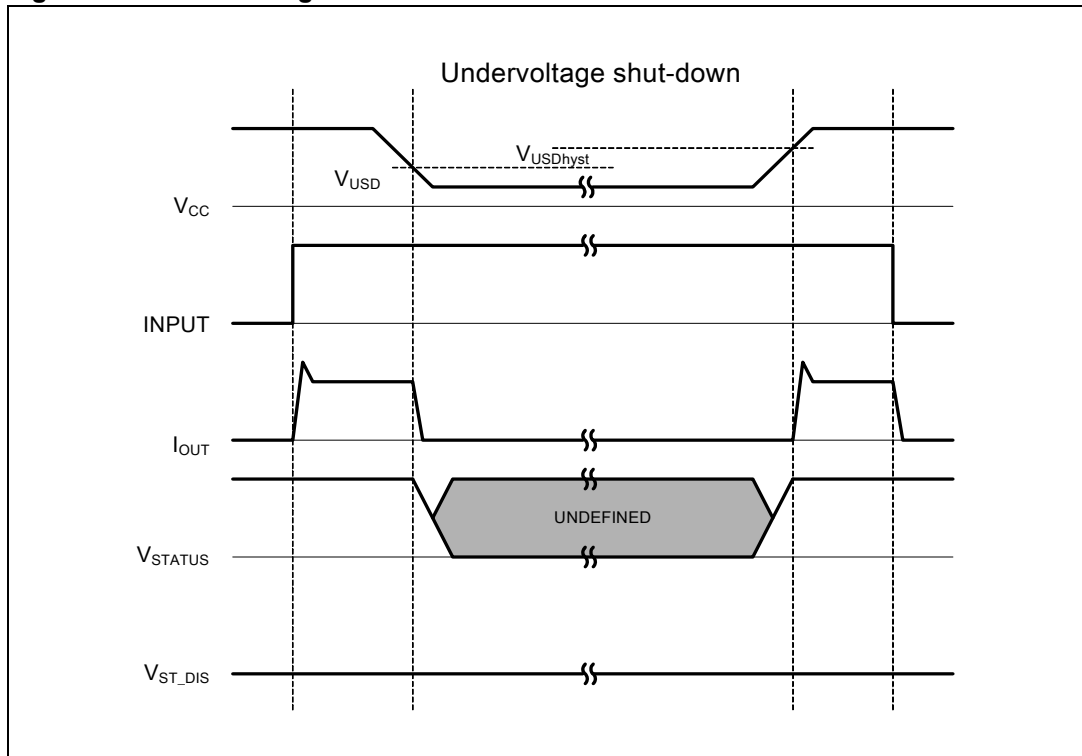 Undervoltage shut-down
VUSDhyst
VUSD
VCC
INPUT
IOUT
UNDEFINED
VSTATUS
VST_DIS